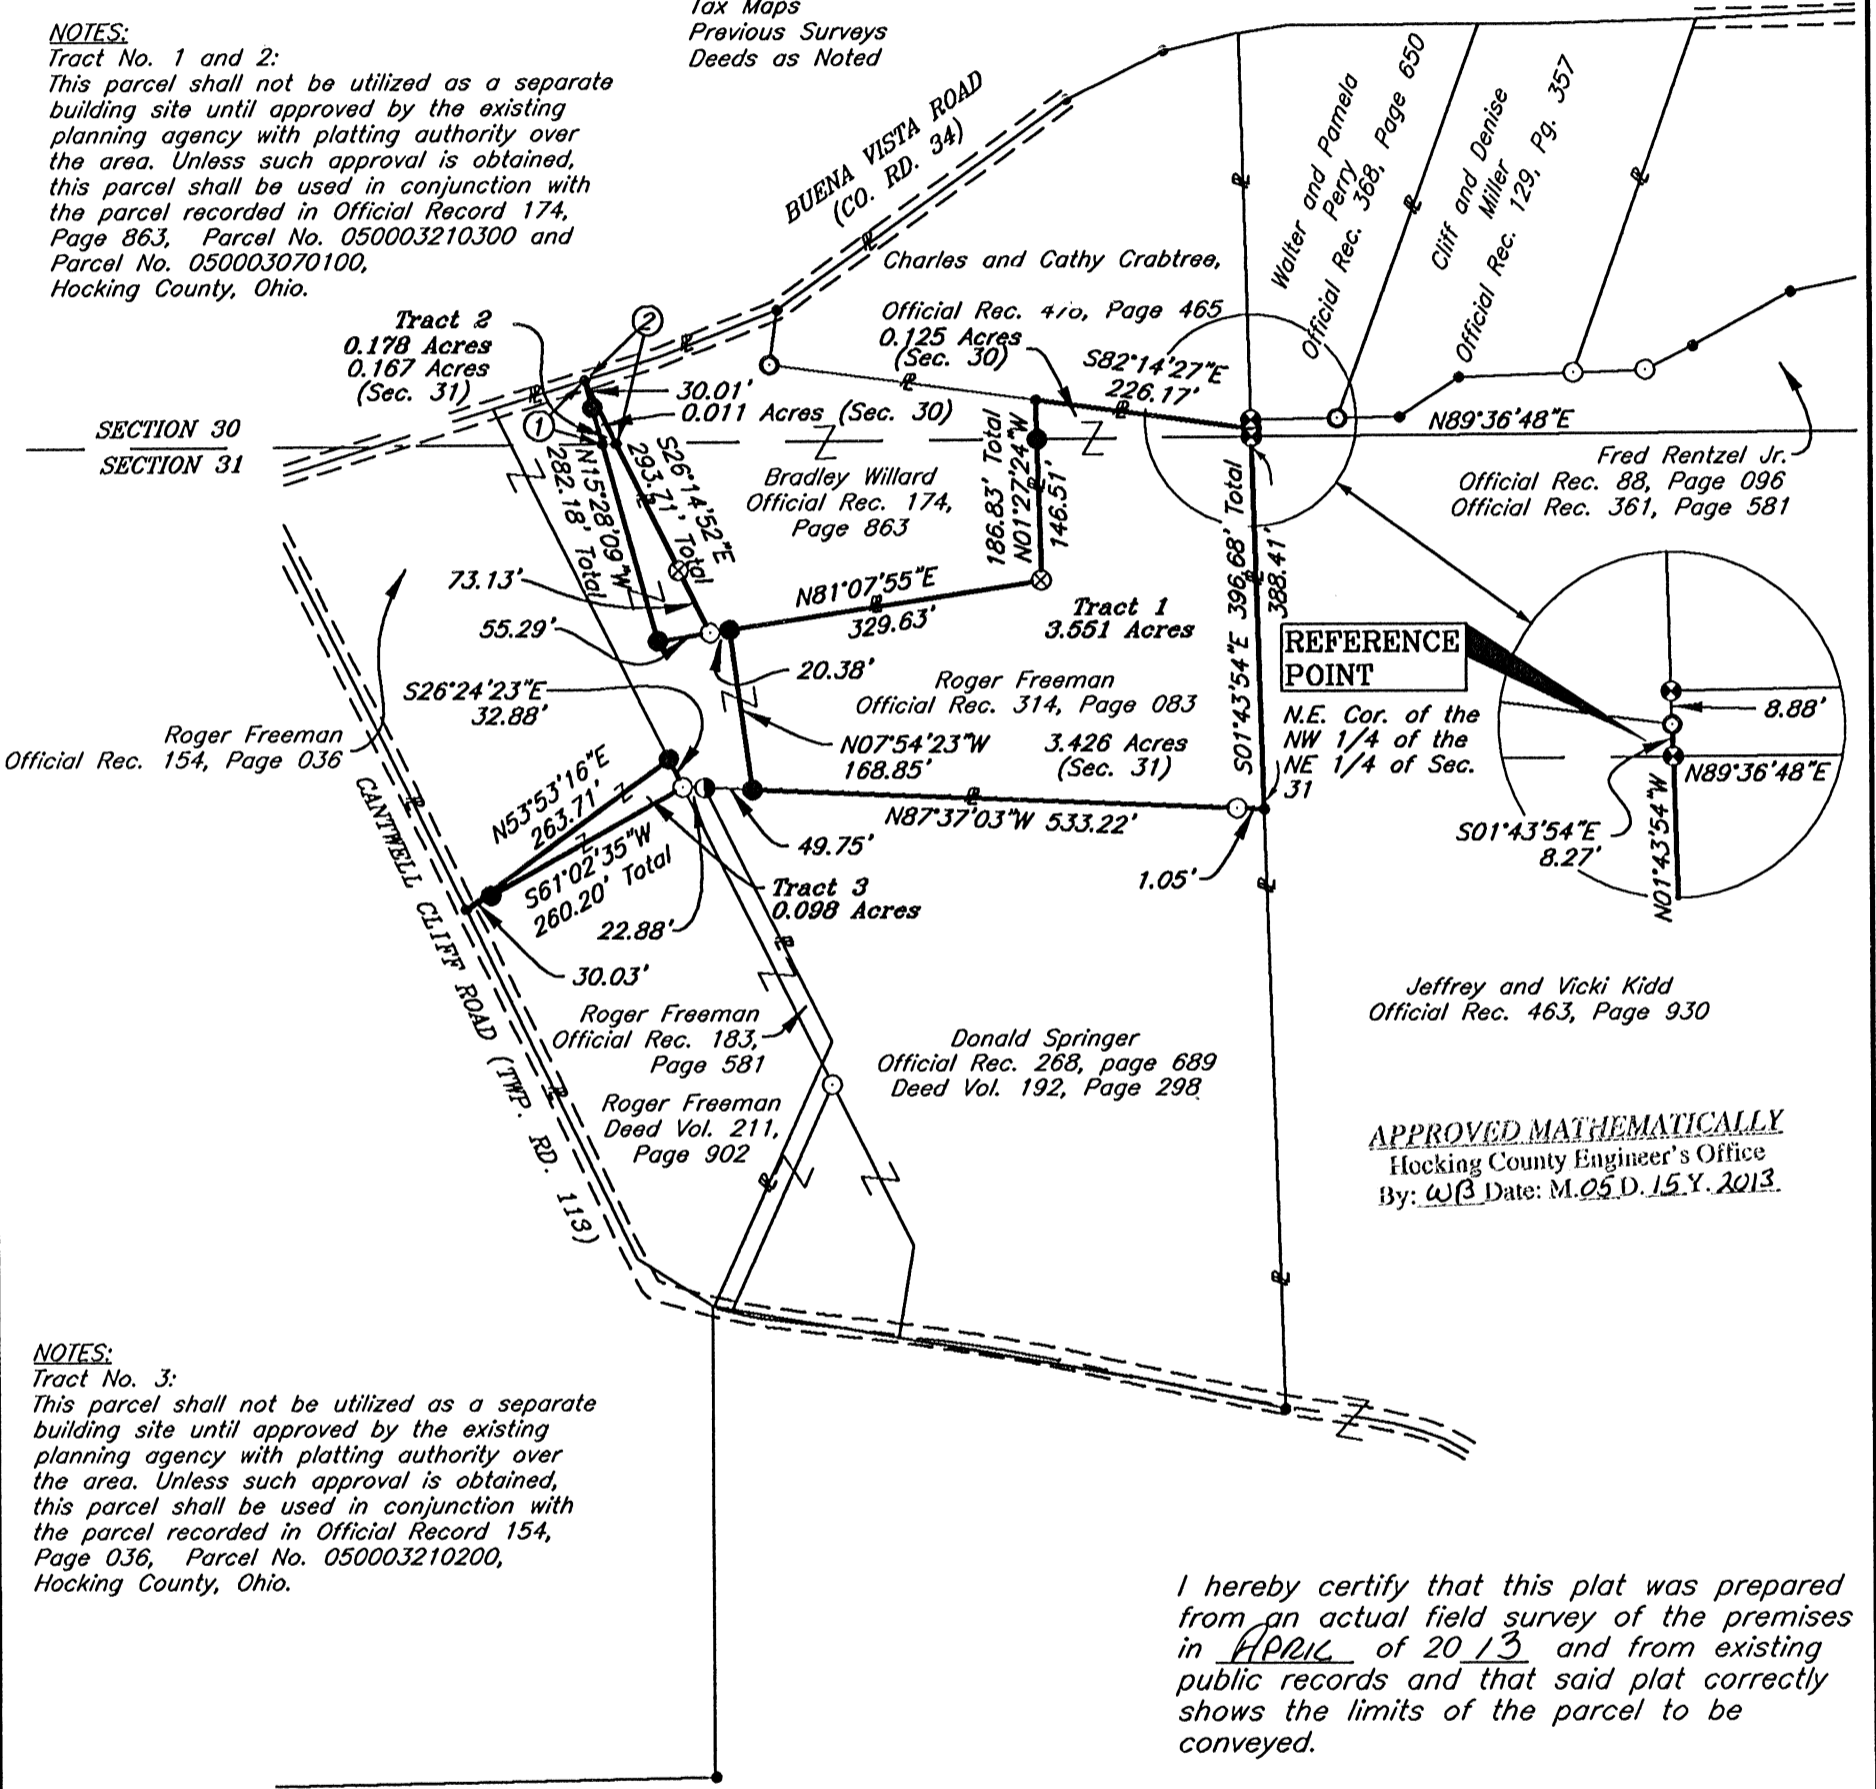 Tax Maps
Previous Surveys
Deeds as Noted
NOTES:
Tract No. 1 and 2:
This parcel shall not be utilized as a separate
building site until approved by the existing
planning agency with platting authority over
the area. Unless such approval is obtained,
this parcel shall be used in conjunction with
the parcel recorded in Official Record 174,
Page 863, Parcel No. 050003210300 and
Parcel No. 050003070100,
Hocking County, Ohio.
BUENA VISTA ROAD
(CO. RD. 34)
Walter and Pamela
Perry
Official Rec. 368, Page 650
Cliff and Denise
Miller
Official Rec. 129, Pg. 357
Charles and Cathy Crabtree,
Official Rec. Page 465
0.125 Acres
(Sec. 30)
S82°14'27"E
226.17'
Tract 2
0.178 Acres
0.167 Acres
(Sec. 31)
2
1
30.01'
0.011 Acres (Sec. 30)
SECTION 30
SECTION 31
N15°28'09"W
282.18' Total
S26°14'52"E
293.71' Total
Bradley Willard
Official Rec. 174,
Page 863
186.83' Total
N01°27'24"W
146.51'
N89°36'48"E
Fred Rentzel Jr.
Official Rec. 88, Page 096
Official Rec. 361, Page 581
S01°43'54"E 396.68' Total
388.41'
73.13'
55.29'
N81°07'55"E
329.63'
Tract 1
3.551 Acres
20.38'
REFERENCE
POINT
N.E. Cor. of the
NW 1/4 of the
NE 1/4 of Sec.
31
8.88'
N89°36'48"E
S01°43'54"E
8.27'
N01°43'54"W
S26°24'23"E
32.88'
Roger Freeman
Official Rec. 314, Page 083
N07°54'23"W
168.85'
3.426 Acres
(Sec. 31)
Roger Freeman
Official Rec. 154, Page 036
N53°53'16"E
263.71'
S61°02'35"W
260.20' Total
N87°37'03"W 533.22'
49.75'
1.05'
Tract 3
0.098 Acres
22.88'
30.03'
CANTWELL CLIFF ROAD (TWP. RD. 113)
Roger Freeman
Official Rec. 183,
Page 581
Roger Freeman
Deed Vol. 211,
Page 902
Donald Springer
Official Rec. 268, page 689
Deed Vol. 192, Page 298
Jeffrey and Vicki Kidd
Official Rec. 463, Page 930
APPROVED MATHEMATICALLY
Hocking County Engineer's Office
By: WB Date: M.05 D.15 Y.2013
NOTES:
Tract No. 3:
This parcel shall not be utilized as a separate
building site until approved by the existing
planning agency with platting authority over
the area. Unless such approval is obtained,
this parcel shall be used in conjunction with
the parcel recorded in Official Record 154,
Page 036, Parcel No. 050003210200,
Hocking County, Ohio.
I hereby certify that this plat was prepared
from an actual field survey of the premises
in APRIL of 2013 and from existing
public records and that said plat correctly
shows the limits of the parcel to be
conveyed.